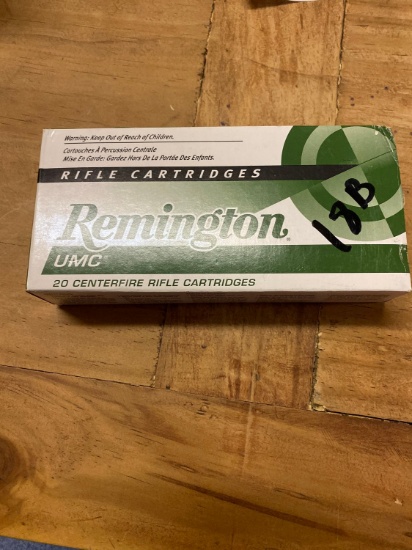 Warning: Keep Out of Reach of Children.
Cartouches À Percussion Centrale
Mise En Garde: Gardez Hors De La Portée Des Enfants.
RIFLE CARTRIDGES
Remington®
18B
UMC®
20 CENTERFIRE RIFLE CARTRIDGES